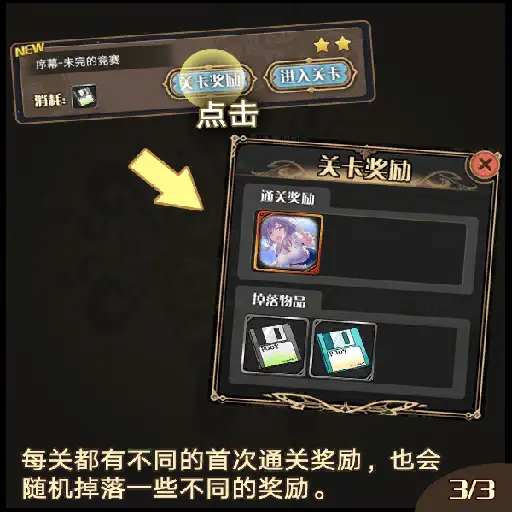 NEW
序幕-未完的竞赛
关卡奖励
进入关卡
消耗:
点击
关卡奖励
通关奖励
掉落物品
每关都有不同的首次通关奖励，也会
随机掉落一些不同的奖励。
3/3